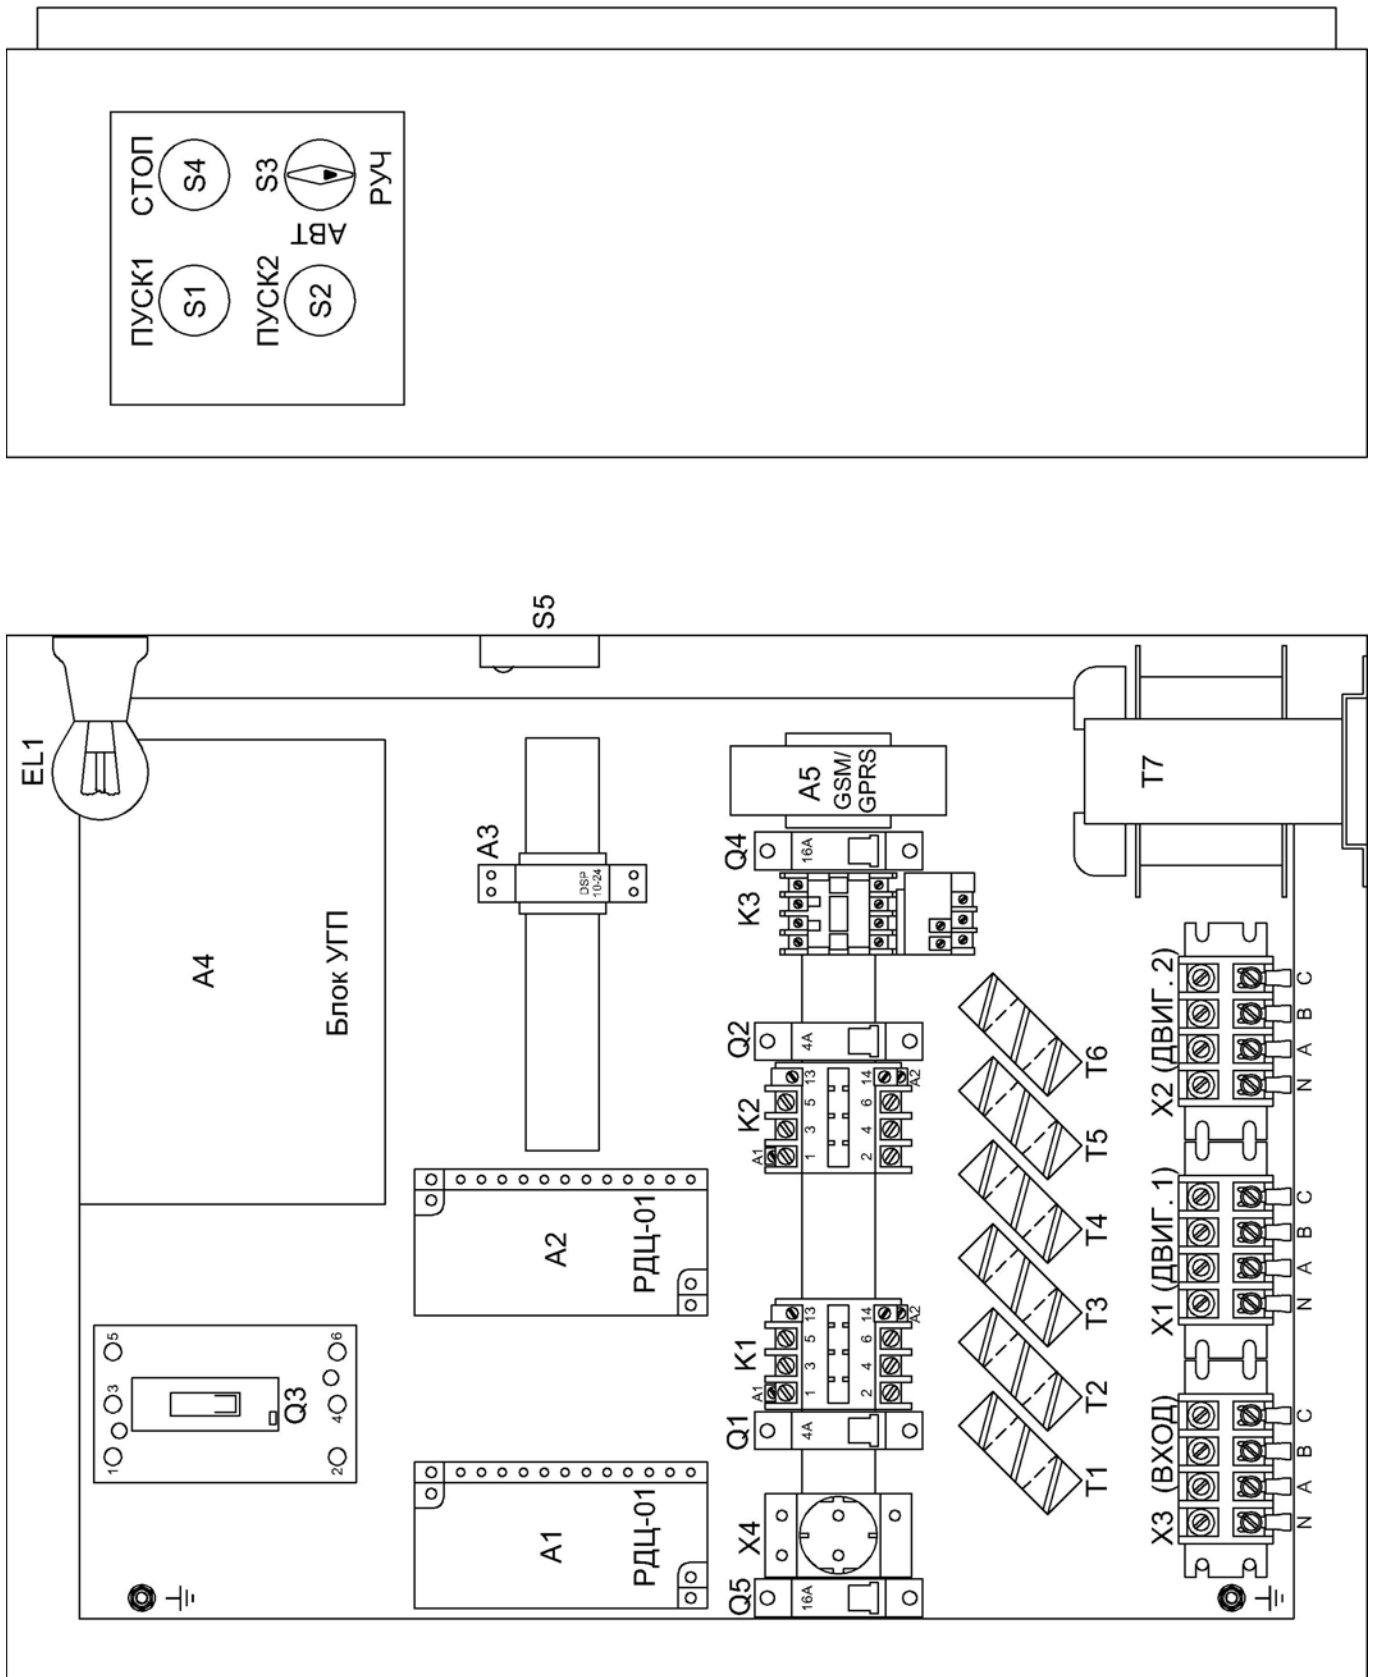 EL1
1 3 5
Q3
2 4 6
A4
Блок УГП
A3
DSP
10-24
S5
A1
РДЦ-01
A2
РДЦ-01
Q5
16A
X4
Q1
4A
K1
A1
1 3 5 13
2 4 6 14
A2
K2
A1
1 3 5 13
2 4 6 14
A2
Q2
4A
K3
Q4
16A
A5
GSM/
GPRS
T1 T2 T3 T4 T5 T6
T7
X3 (ВХОД)
N A B C
X1 (ДВИГ. 1)
N A B C
X2 (ДВИГ. 2)
N A B C
ПУСК1
S1
СТОП
S4
ПУСК2
S2
S3
АВТ
РУЧ